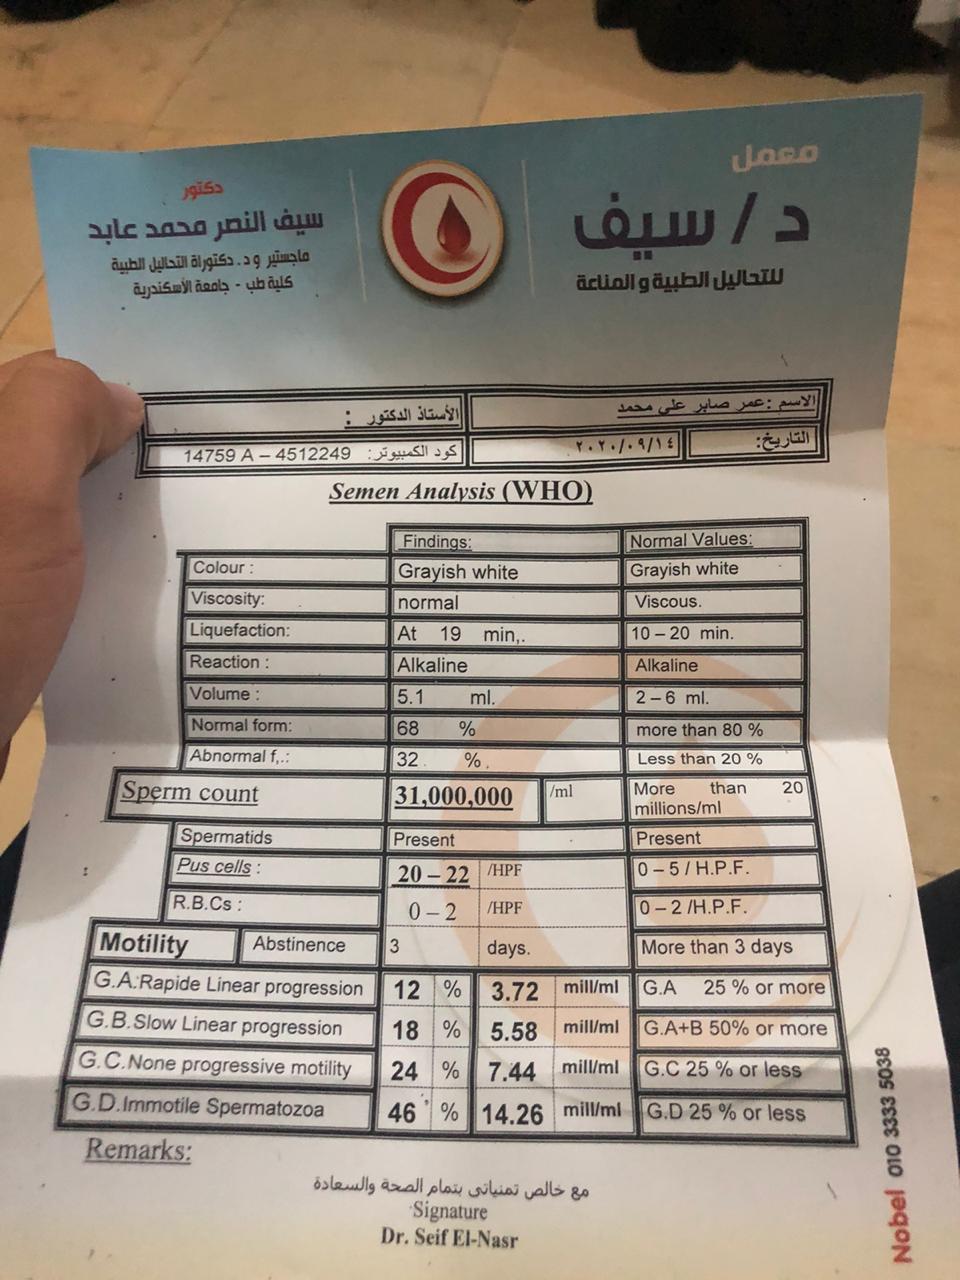 معمل
د/سيف
للتحاليل الطبية و المناعة
دكتور
سيف النصر محمد عابد
ماجستير و د. دكتوراة التحاليل الطبية
كلية طب - جامعة الأسكندرية
الاسم :عمر صابر على محمد
الأستاذ الدكتور :
التاريخ:
٢٠٢٠/٠٩/١٤
كود الكمبيوتر: 14759 A – 4512249
Semen Analysis (WHO)
Findings: Normal Values:
Colour : Grayish white Grayish white
Viscosity: normal Viscous.
Liquefaction: At 19 min,. 10 – 20 min.
Reaction : Alkaline Alkaline
Volume : 5.1 ml. 2 – 6 ml.
Normal form: 68 % more than 80 %
Abnormal f,.: 32 % . Less than 20 %
Sperm count 31,000,000 /ml More than 20
millions/ml
Spermatids Present Present
Pus cells : 20 – 22 /HPF 0 – 5 / H.P.F.
R.B.Cs : 0 – 2 /HPF 0 – 2 /H.P.F.
Motility Abstinence 3 days. More than 3 days
G.A:Rapide Linear progression 12 % 3.72 mill/ml G.A 25 % or more
G.B.Slow Linear progression 18 % 5.58 mill/ml G.A+B 50% or more
G.C.None progressive motility 24 % 7.44 mill/ml G.C 25 % or less
G.D.Immotile Spermatozoa 46 % 14.26 mill/ml G.D 25 % or less
Remarks:
مع خالص تمنياتى بتمام الصحة والسعادة
Signature
Dr. Seif El-Nasr
Nobel 010 3333 5038